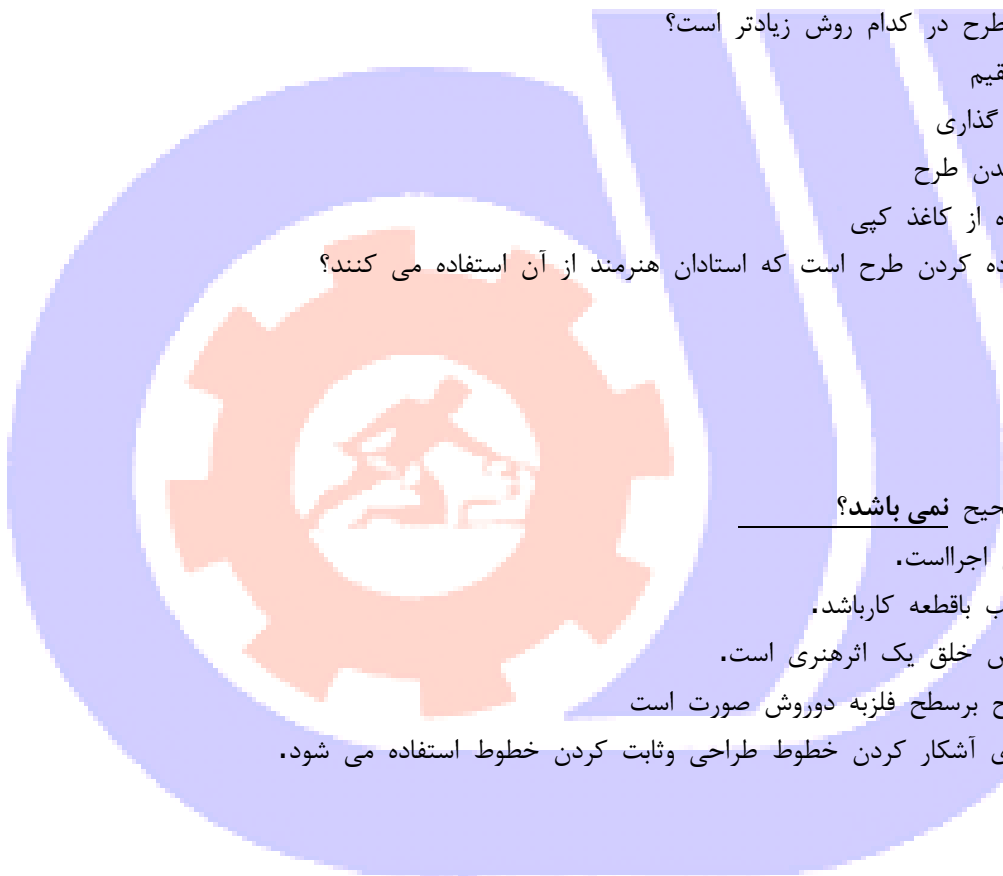 طرح در کدام روش زیادتر است؟
قیم
گذاری
دن طرح
ه از کاغذ کپی
ده کردن طرح است که استادان هنرمند از آن استفاده می کنند؟
حیح نمی باشد؟
اجرااست.
ب باقطعه کارباشد.
س خلق یک اثرهنری است.
ح برسطح فلزبه دوروش صورت است
ی آشکار کردن خطوط طراحی وثابت کردن خطوط استفاده می شود.